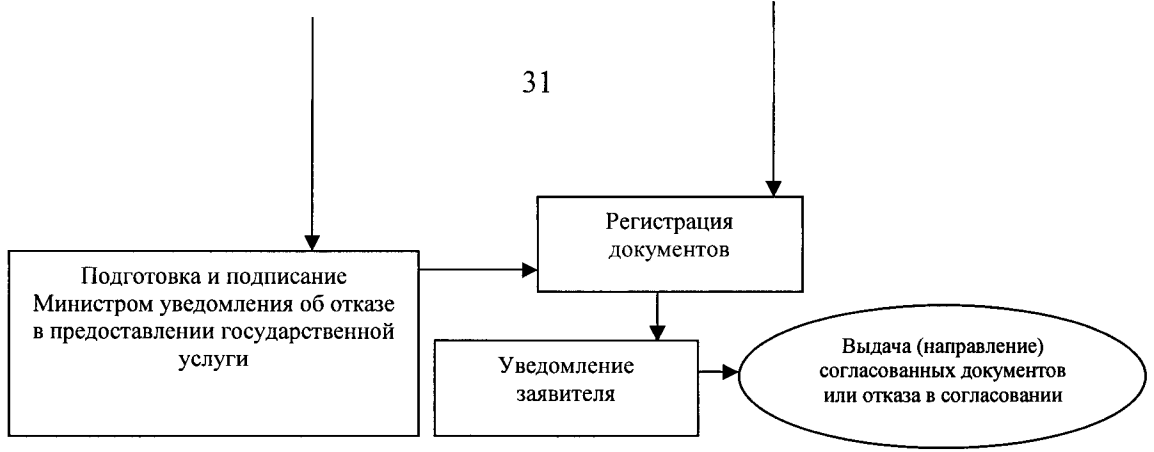 31
Регистрация
документов
Подготовка и подписание
Министром уведомления об отказе
в предоставлении государственной
услуги
Уведомление
заявителя
Выдача (направление)
согласованных документов
или отказа в согласовании